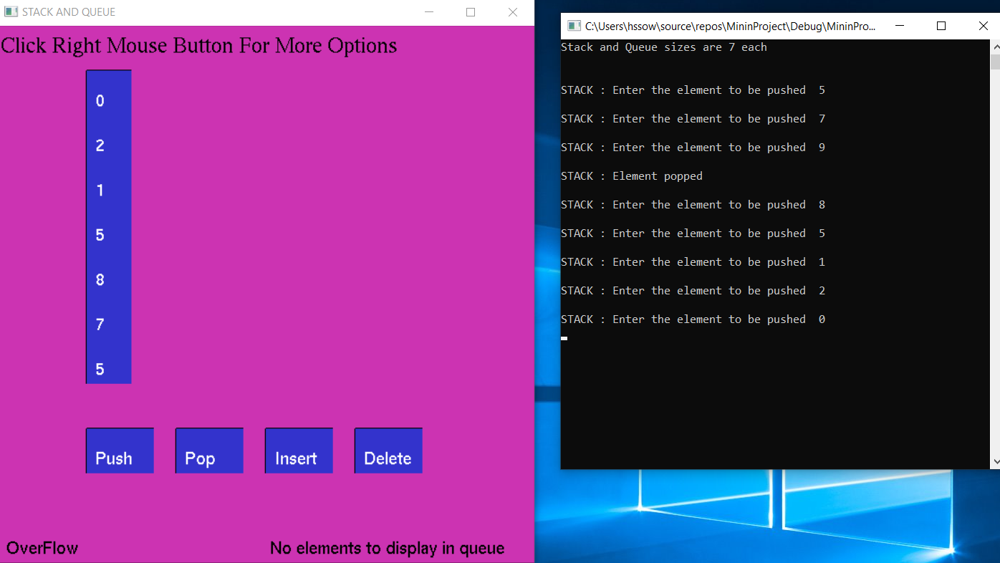 STACK AND QUEUE
Click Right Mouse Button For More Options
0
2
1
5
8
7
5
Push Pop Insert Delete
OverFlow No elements to display in queue
C:\Users\hssow\source\repos\MininProject\Debug\MininPro...
Stack and Queue sizes are 7 each
STACK : Enter the element to be pushed 5
STACK : Enter the element to be pushed 7
STACK : Enter the element to be pushed 9
STACK : Element popped
STACK : Enter the element to be pushed 8
STACK : Enter the element to be pushed 5
STACK : Enter the element to be pushed 1
STACK : Enter the element to be pushed 2
STACK : Enter the element to be pushed 0